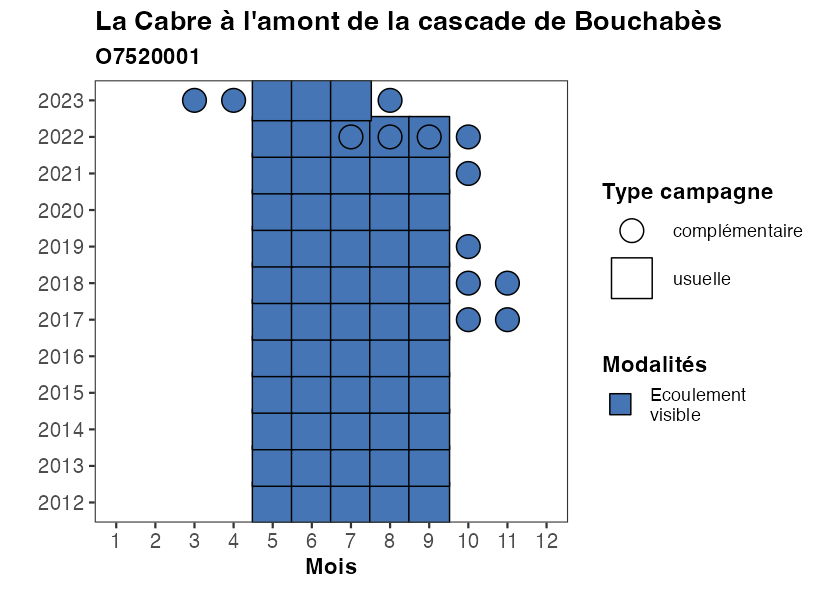 La Cabre à l'amont de la cascade de Bouchabès
O7520001
2023
2022
2021
2020
2019
2018
2017
2016
2015
2014
2013
2012
1 2 3 4 5 6 7 8 9 10 11 12
Mois
Type campagne
complémentaire
usuelle
Modalités
Ecoulement
visible